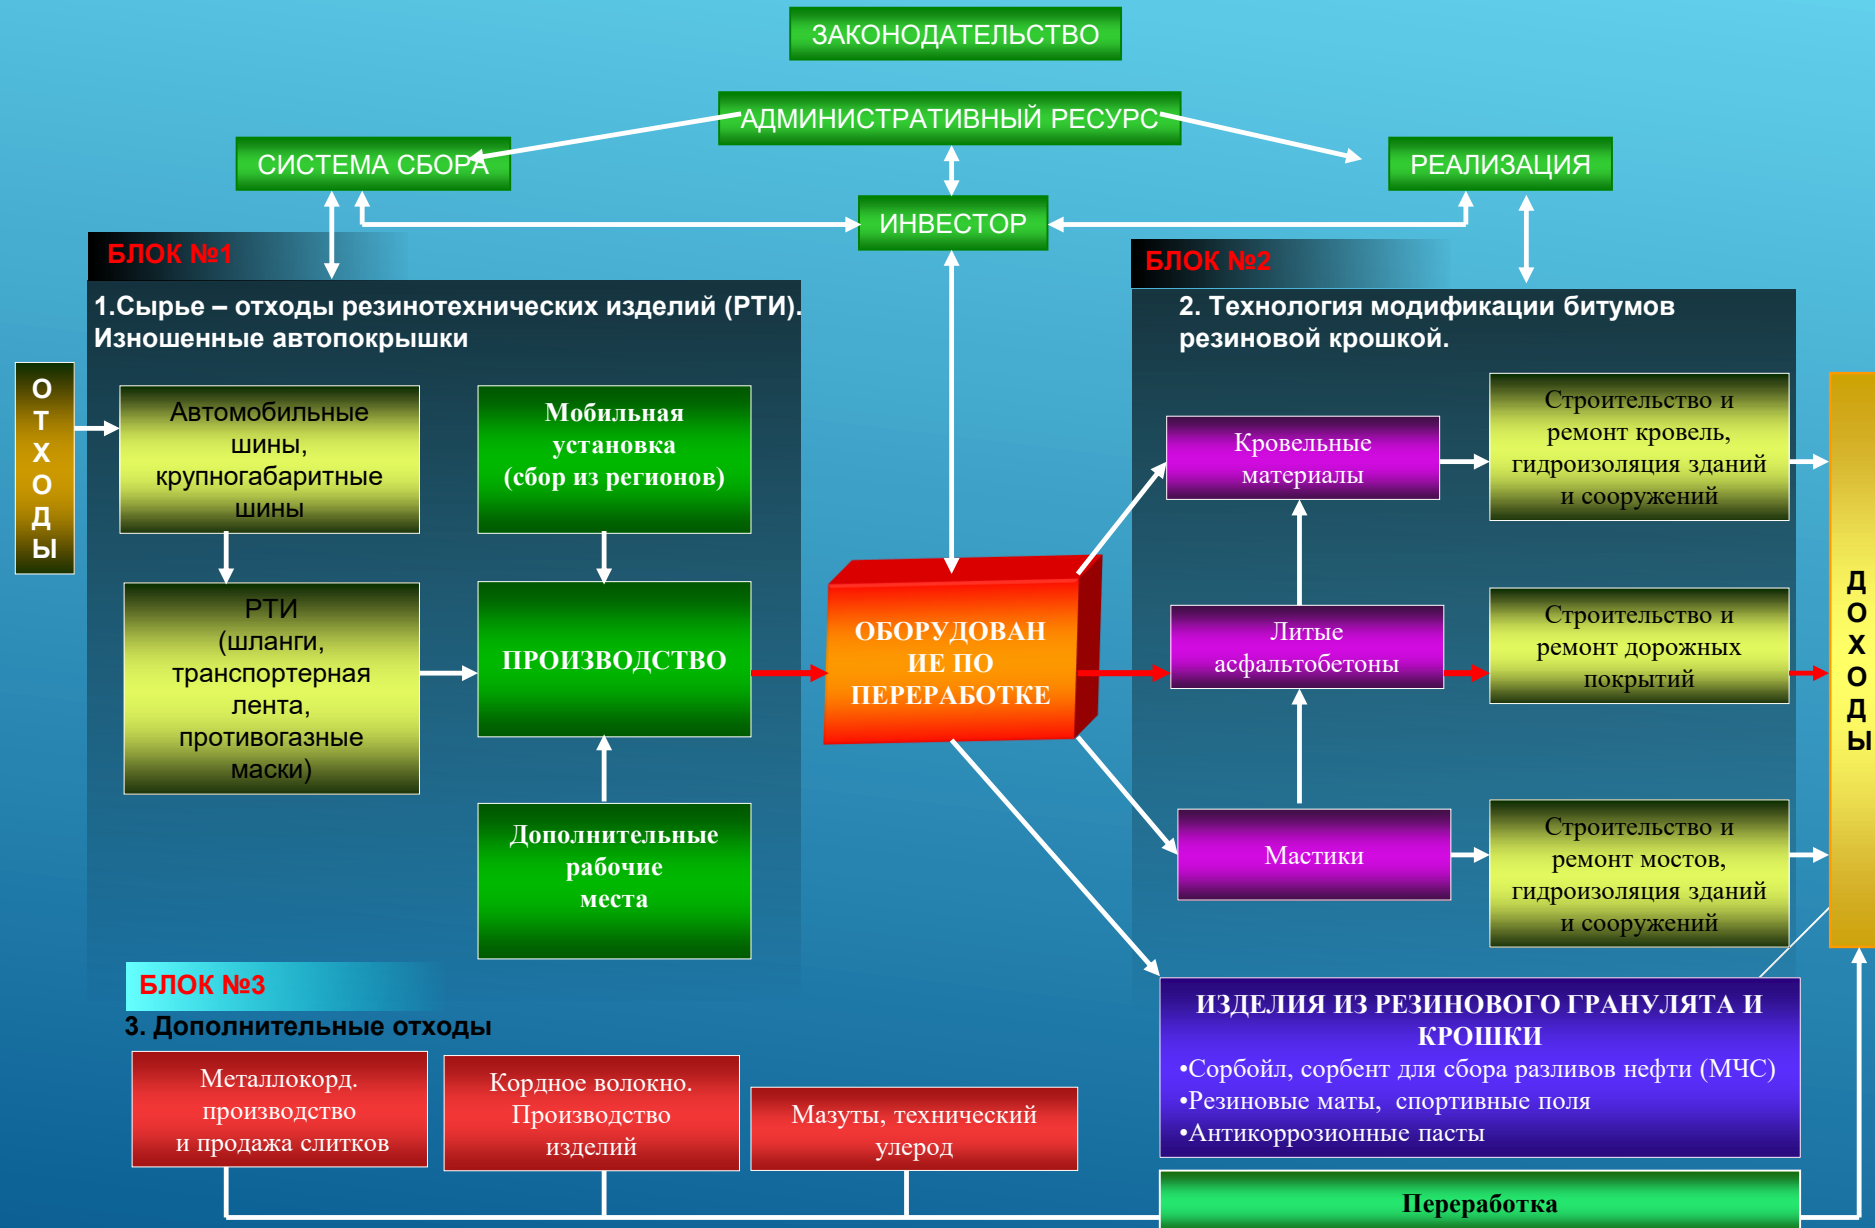 ЗАКОНОДАТЕЛЬСТВО
АДМИНИСТРАТИВНЫЙ РЕСУРС
СИСТЕМА СБОРА
РЕАЛИЗАЦИЯ
ИНВЕСТОР
БЛОК №1
1.Сырье – отходы резинотехнических изделий (РТИ).
Изношенные автопокрышки
ОТХОДЫ
Автомобильные
шины,
крупногабаритные
шины
Мобильная
установка
(сбор из регионов)
РТИ
(шланги,
транспортерная
лента,
противогазные
маски)
ПРОИЗВОДСТВО
Дополнительные
рабочие
места
ОБОРУДОВАН
ИЕ ПО
ПЕРЕРАБОТКЕ
БЛОК №2
2. Технология модификации битумов
резиновой крошкой.
Кровельные
материалы
Строительство и
ремонт кровель,
гидроизоляция зданий
и сооружений
Литые
асфальтобетоны
Строительство и
ремонт дорожных
покрытий
Мастики
Строительство и
ремонт мостов,
гидроизоляция зданий
и сооружений
ДОХОДЫ
БЛОК №3
3. Дополнительные отходы
Металлокорд.
производство
и продажа слитков
Кордное волокно.
Производство
изделий
Мазуты, технический
улерод
ИЗДЕЛИЯ ИЗ РЕЗИНОВОГО ГРАНУЛЯТА И
КРОШКИ
•Сорбойл, сорбент для сбора разливов нефти (МЧС)
•Резиновые маты, спортивные поля
•Антикоррозионные пасты
Переработка